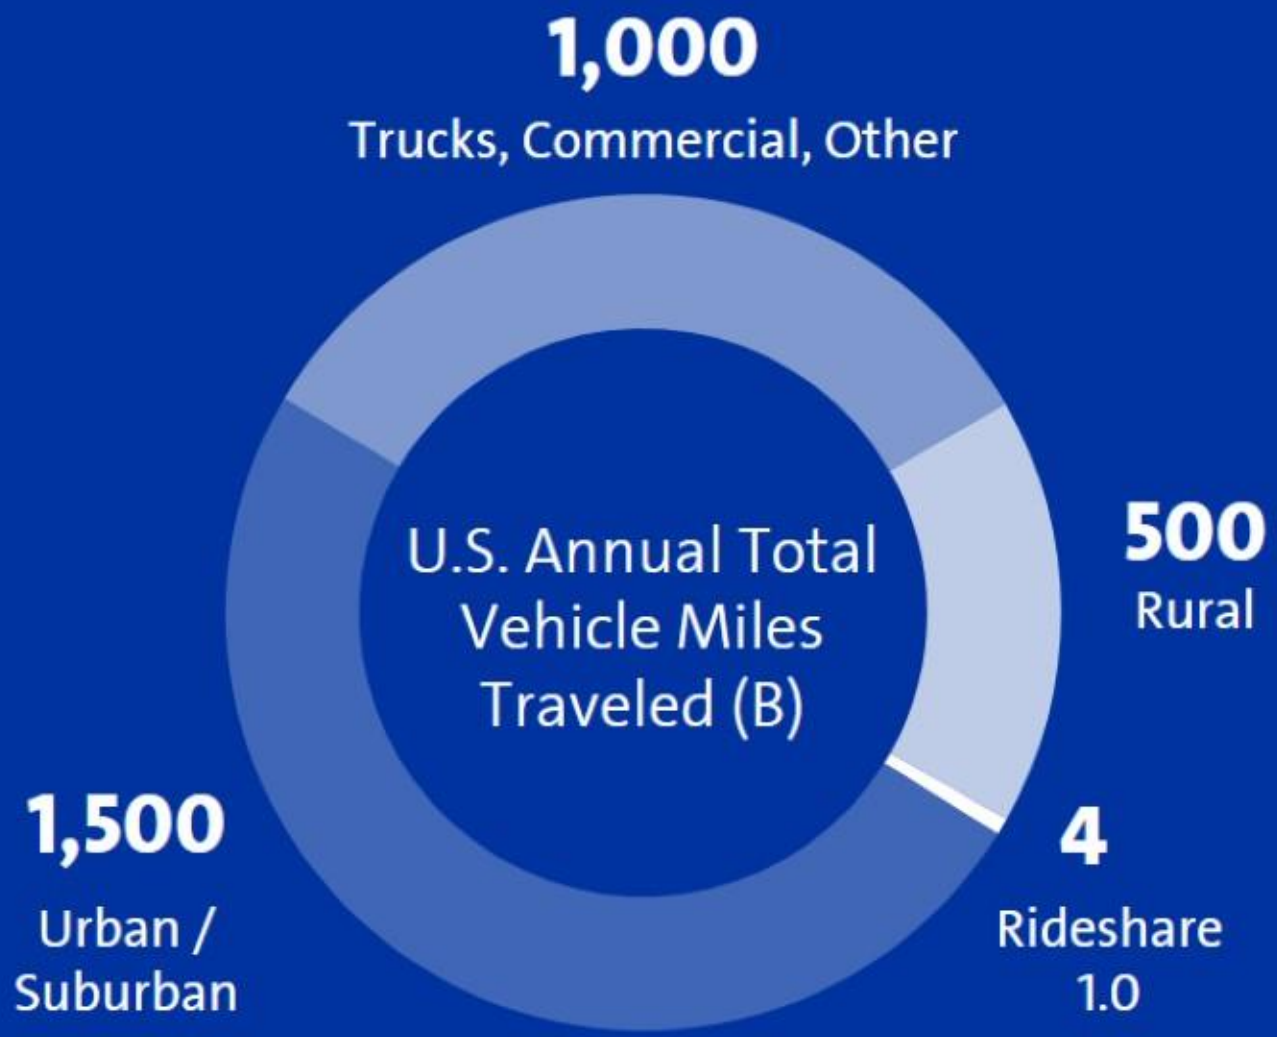 1,000
Trucks, Commercial, Other
U.S. Annual Total
Vehicle Miles
Traveled (B)
500
Rural
1,500
Urban /
Suburban
4
Rideshare
1.0